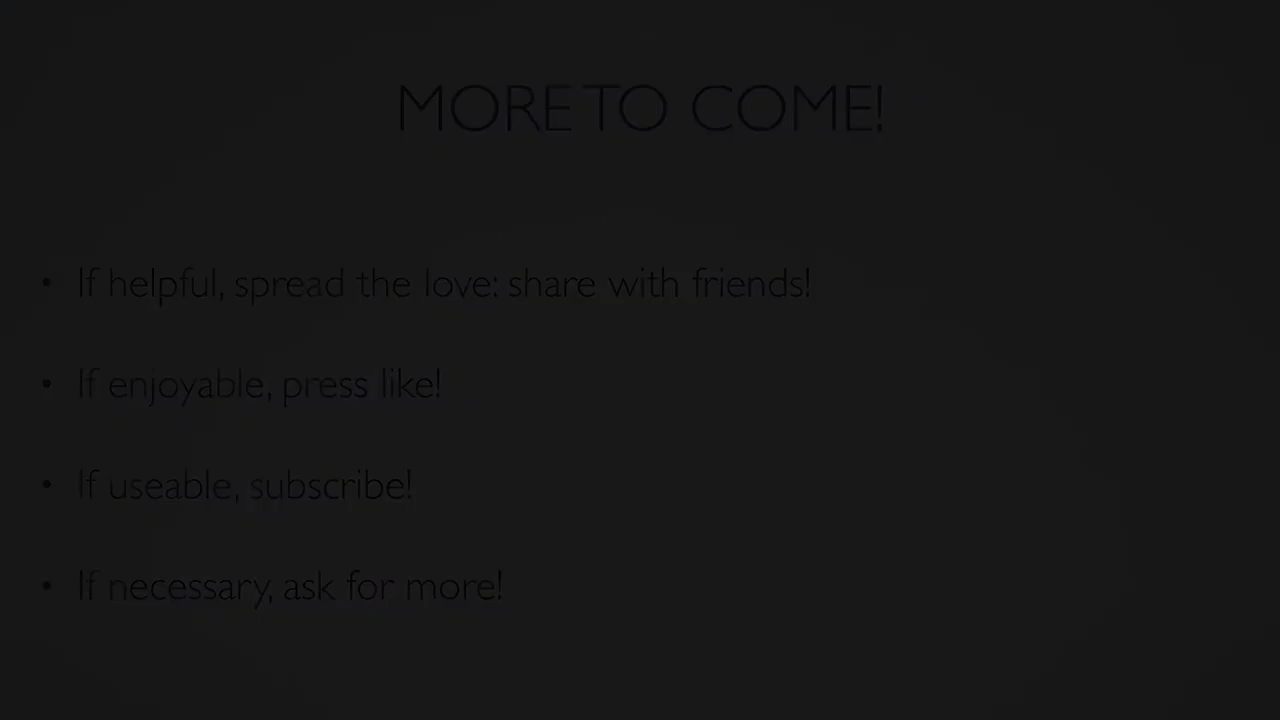 MORE TO COME!
• If helpful, spread the love: share with friends!
• If enjoyable, press like!
• If useable, subscribe!
• If necessary, ask for more!